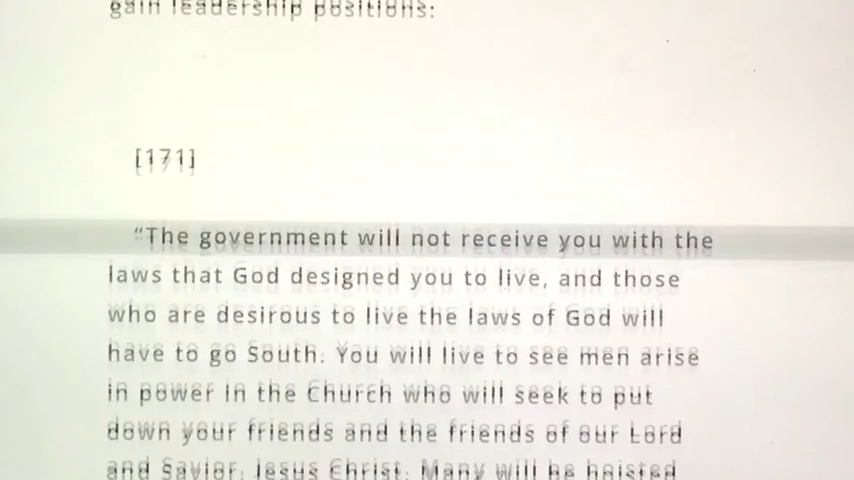 gain leadership positions:
[171]
“The government will not receive you with the
laws that God designed you to live, and those
who are desirous to live the laws of God will
have to go South. You will live to see men arise
in power in the Church who will seek to put
down your friends and the friends of our Lord
and Savior, Jesus Christ. Many will be hoisted